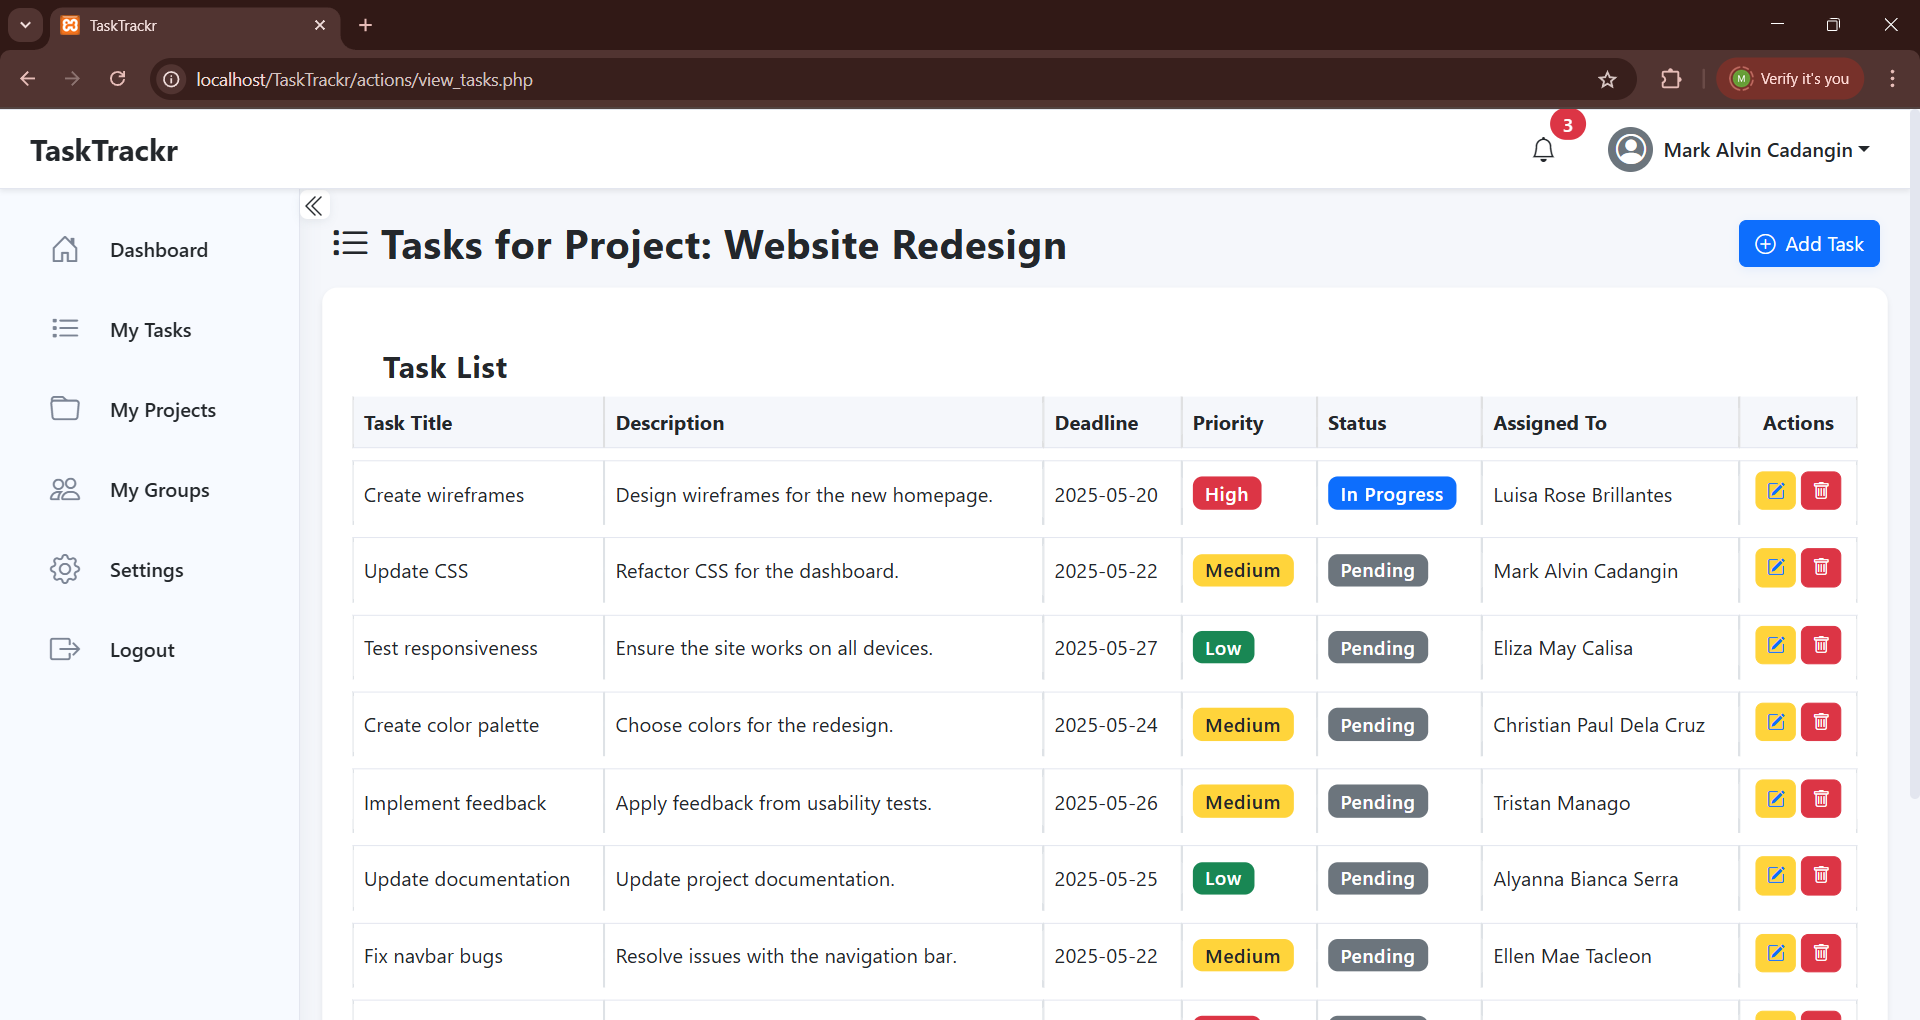 TaskTrackr
localhost/TaskTrackr/actions/view_tasks.php
M Verify it's you
TaskTrackr
3
Mark Alvin Cadangin
Dashboard
My Tasks
My Projects
My Groups
Settings
Logout
Tasks for Project: Website Redesign
Add Task
Task List
Task Title Description Deadline Priority Status Assigned To Actions
Create wireframes Design wireframes for the new homepage. 2025-05-20 High In Progress Luisa Rose Brillantes
Update CSS Refactor CSS for the dashboard. 2025-05-22 Medium Pending Mark Alvin Cadangin
Test responsiveness Ensure the site works on all devices. 2025-05-27 Low Pending Eliza May Calisa
Create color palette Choose colors for the redesign. 2025-05-24 Medium Pending Christian Paul Dela Cruz
Implement feedback Apply feedback from usability tests. 2025-05-26 Medium Pending Tristan Manago
Update documentation Update project documentation. 2025-05-25 Low Pending Alyanna Bianca Serra
Fix navbar bugs Resolve issues with the navigation bar. 2025-05-22 Medium Pending Ellen Mae Tacleon